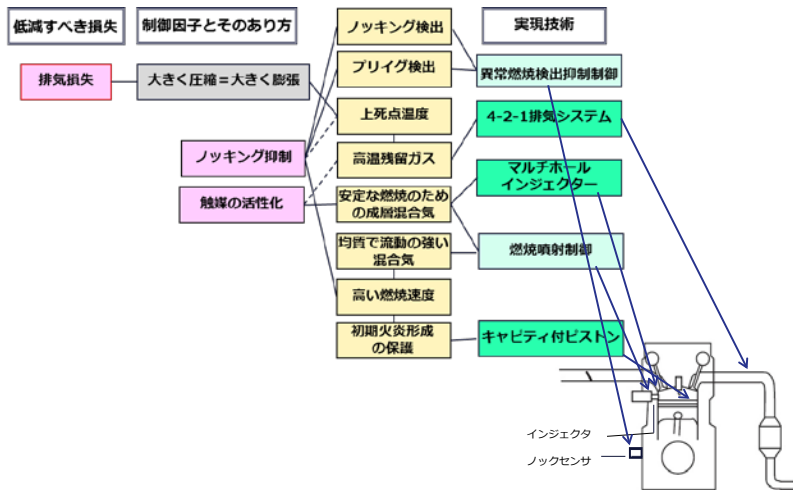 低減すべき損失
制御因子とそのあり方
実現技術
排気損失
大きく圧縮＝大きく膨張
ノッキング抑制
触媒の活性化
ノッキング検出
プリイグ検出
上死点温度
高温残留ガス
安定な燃焼のため
の成層混合気
均質で流動の強い
混合気
高い燃焼速度
初期火炎形成
の保護
異常燃焼検出抑制制御
4-2-1排気システム
マルチホール
インジェクター
燃焼噴射制御
キャビティ付ピストン
インジェクタ
ノックセンサ